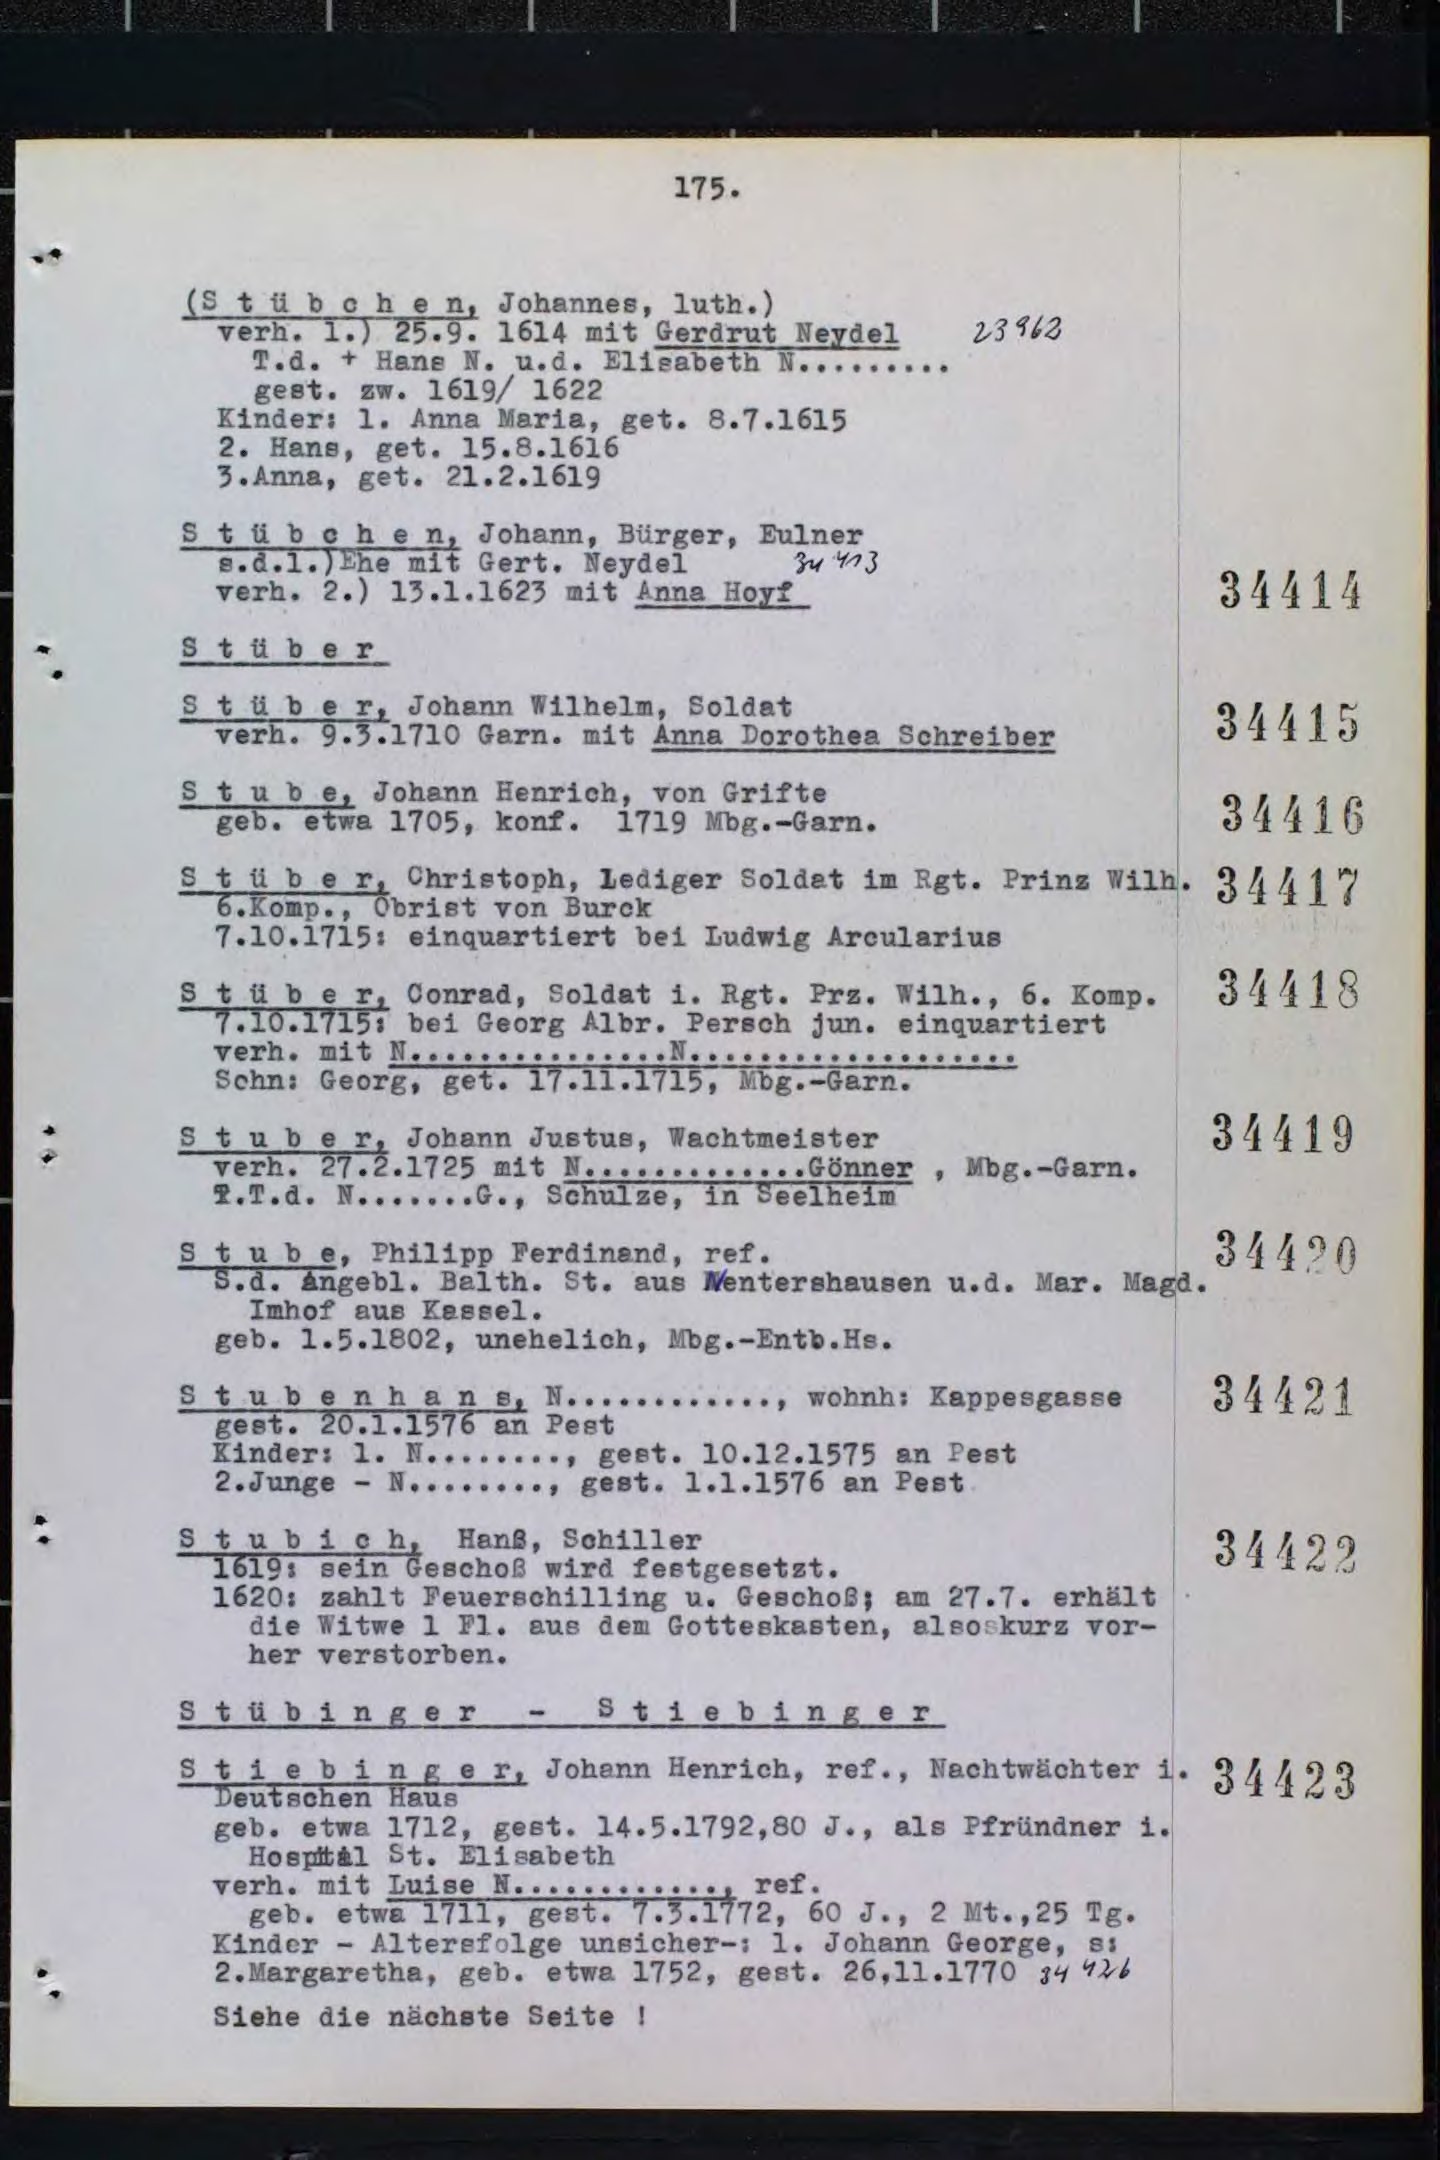 175.
(S t ü b c h e n, Johannes, luth.)
verh. 1.) 25.9. 1614 mit Gerdrut Neydel 23962
T.d. + Hans N. u.d. Elisabeth N.........
gest. zw. 1619/ 1622
Kinder: 1. Anna Maria, get. 8.7.1615
2. Hans, get. 15.8.1616
3.Anna, get. 21.2.1619
S t ü b c h e n, Johann, Bürger, Eulner
s.d.1.)Ehe mit Gert. Neydel 34413
verh. 2.) 13.1.1623 mit Anna Hoyf 34414
S t ü b e r
S t ü b e r, Johann Wilhelm, Soldat
verh. 9.3.1710 Garn. mit Anna Dorothea Schreiber 34415
S t u b e, Johann Henrich, von Grifte
geb. etwa 1705, konf. 1719 Mbg.-Garn. 34416
S t ü b e r, Christoph, Lediger Soldat im Rgt. Prinz Wilh. 34417
6.Komp., Obrist von Burck
7.10.1715: einquartiert bei Ludwig Arcularius
S t ü b e r, Conrad, Soldat i. Rgt. Prz. Wilh., 6. Komp. 34418
7.10.1715: bei Georg Albr. Persch jun. einquartiert
verh. mit N...............N...................
Sohn: Georg, get. 17.11.1715, Mbg.-Garn.
S t u b e r, Johann Justus, Wachtmeister 34419
verh. 27.2.1725 mit N.............Gönner , Mbg.-Garn.
T.d. N.......G., Schulze, in Seelheim
S t u b e, Philipp Ferdinand, ref. 34420
S.d. Angebl. Balth. St. aus Nentershausen u.d. Mar. Magd.
Imhof aus Kassel.
geb. 1.5.1802, unehelich, Mbg.-Entb.Hs.
S t u b e n h a n s, N............., wohnh: Kappesgasse 34421
gest. 20.1.1576 an Pest
Kinder: 1. N........, gest. 10.12.1575 an Pest
2.Junge - N........, gest. 1.1.1576 an Pest
S t u b i c h, Hanß, Schiller 34422
1619: sein Geschoß wird festgesetzt.
1620: zahlt Feuerschilling u. Geschoß; am 27.7. erhält
die Witwe 1 Fl. aus dem Gotteskasten, also kurz vor-
her verstorben.
S t ü b i n g e r - S t i e b i n g e r
S t i e b i n g e r, Johann Henrich, ref., Nachtwächter i. 34423
Deutschen Haus
geb. etwa 1712, gest. 14.5.1792,80 J., als Pfründner i.
Hospital St. Elisabeth
verh. mit Luise N............, ref.
geb. etwa 1711, gest. 7.3.1772, 60 J., 2 Mt.,25 Tg.
Kinder - Altersfolge unsicher-: 1. Johann George, s:
2.Margaretha, geb. etwa 1752, gest. 26,11.1770 34426
Siehe die nächste Seite !